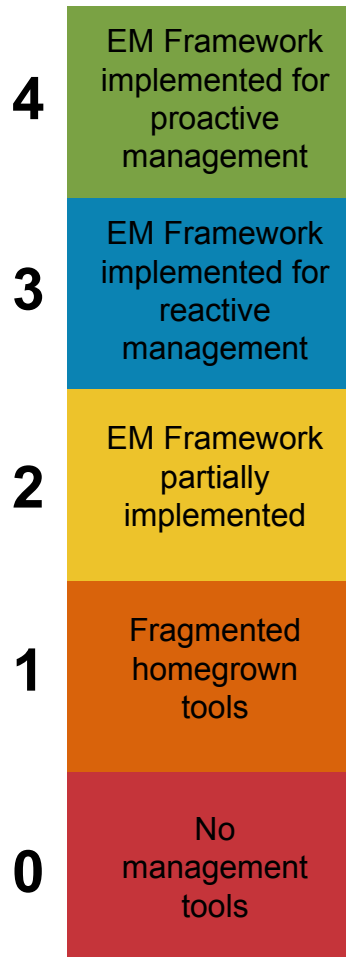 4
EM Framework
implemented for
proactive
management
3
EM Framework
implemented for
reactive
management
2
EM Framework
partially
implemented
1
Fragmented
homegrown
tools
0
No
management
tools